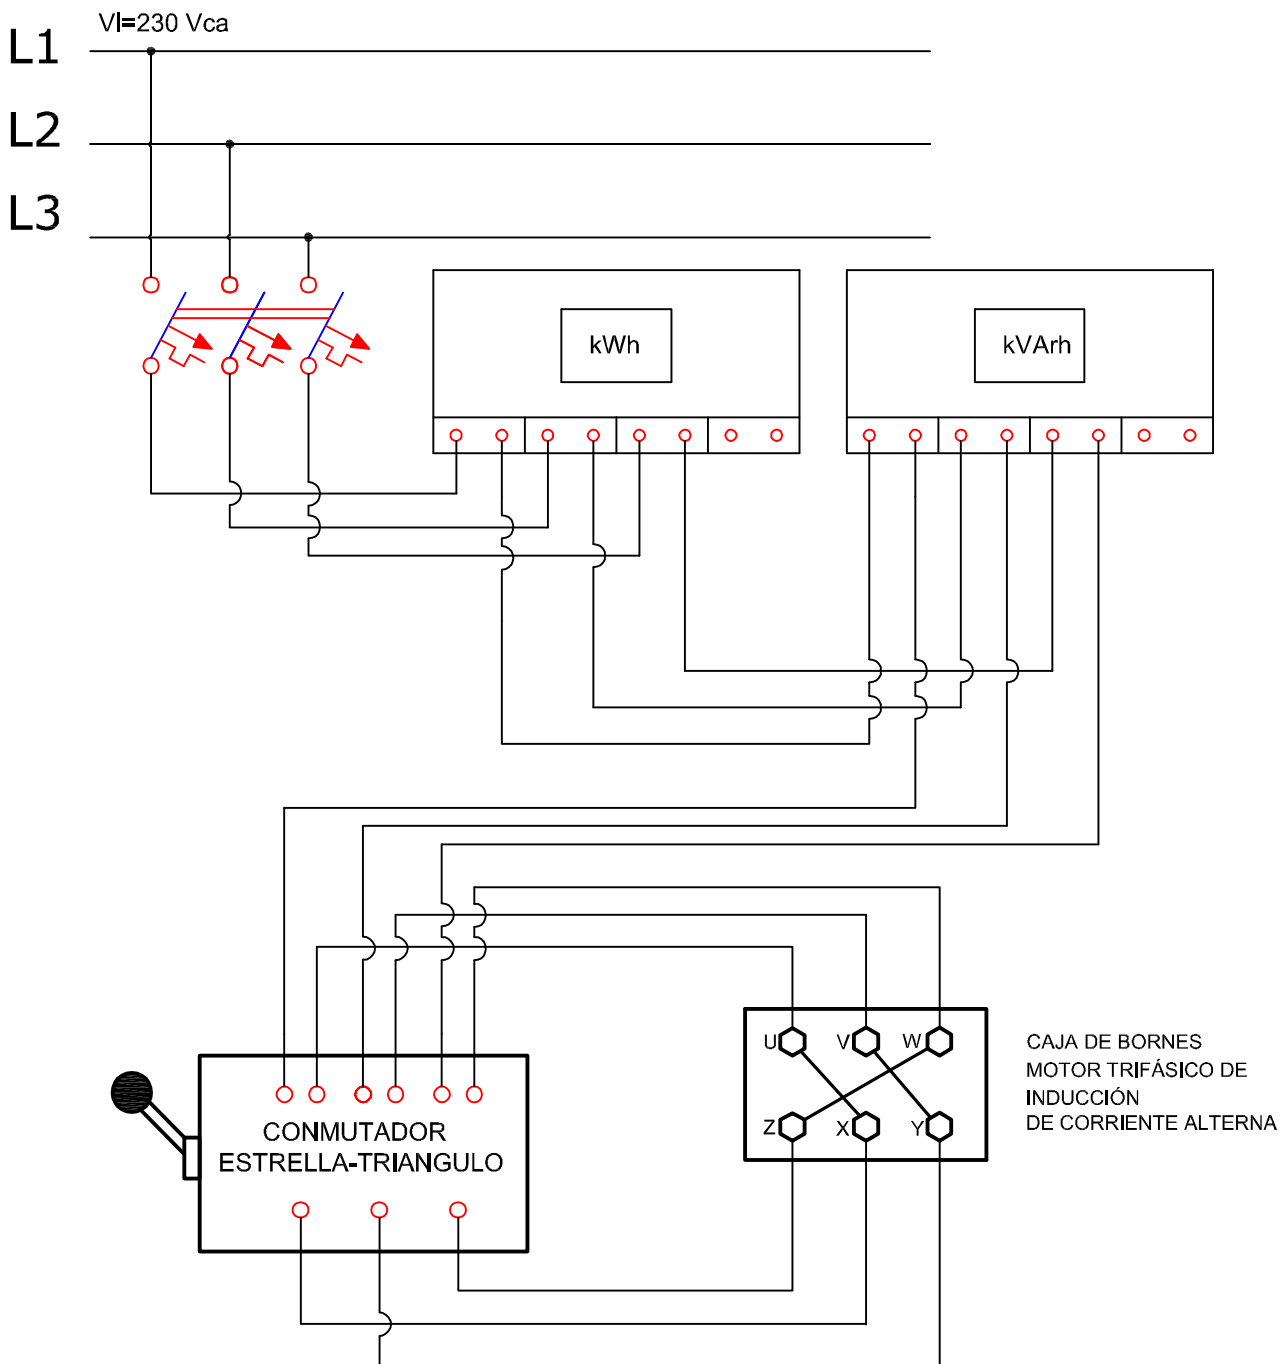 Vl=230 Vca
L1
L2
L3
kWh
kVArh
U V W
Z X Y
CAJA DE BORNES
MOTOR TRIFÁSICO DE
INDUCCIÓN
DE CORRIENTE ALTERNA
CONMUTADOR
ESTRELLA-TRIANGULO